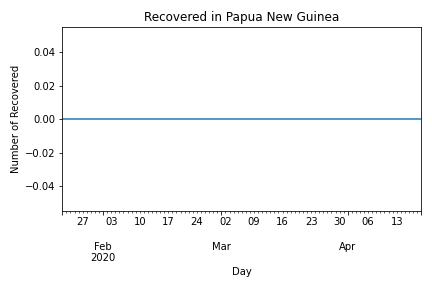 Recovered in Papua New Guinea
Number of Recovered
0.04
0.02
0.00
−0.02
−0.04
27 03 10 17 24 02 09 16 23 30 06 13
Feb Mar Apr
2020
Day